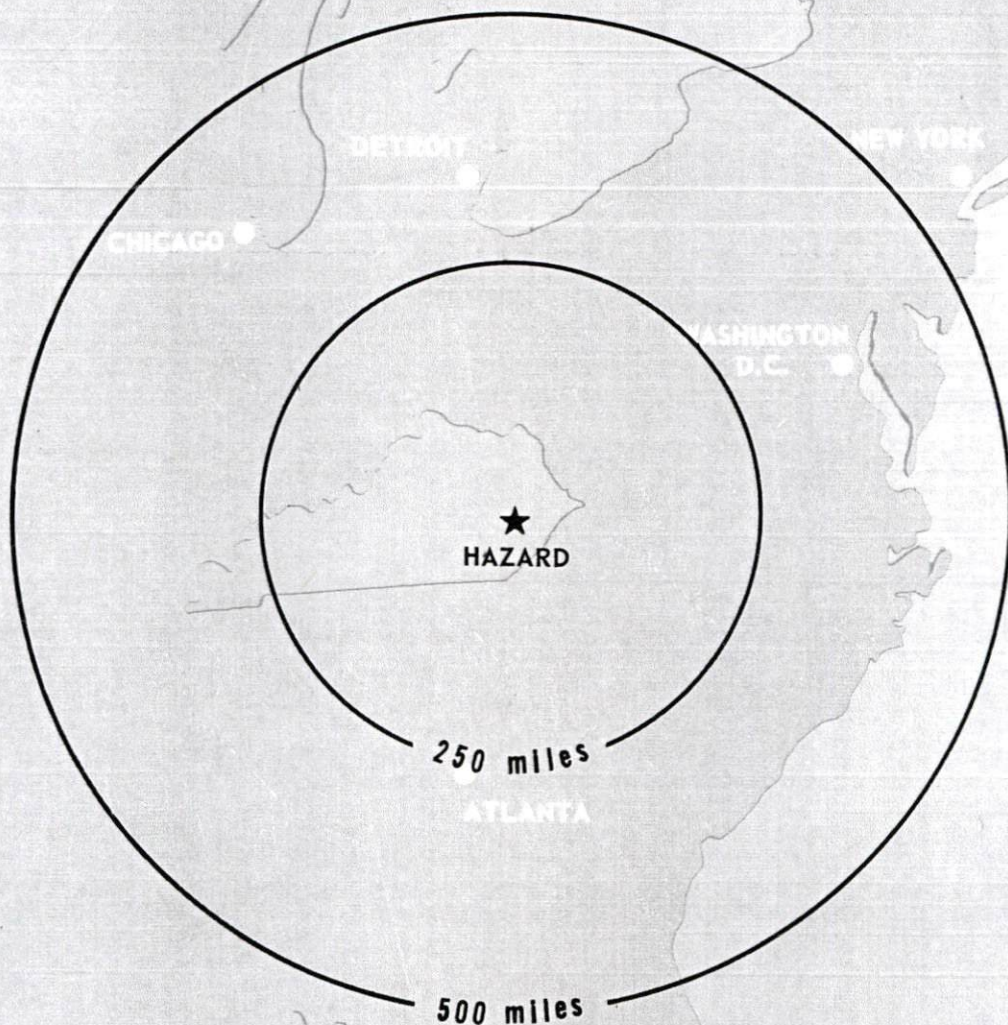 DETROIT
NEW YORK
CHICAGO
WASHINGTON
D.C.
HAZARD
250 miles
ATLANTA
500 miles